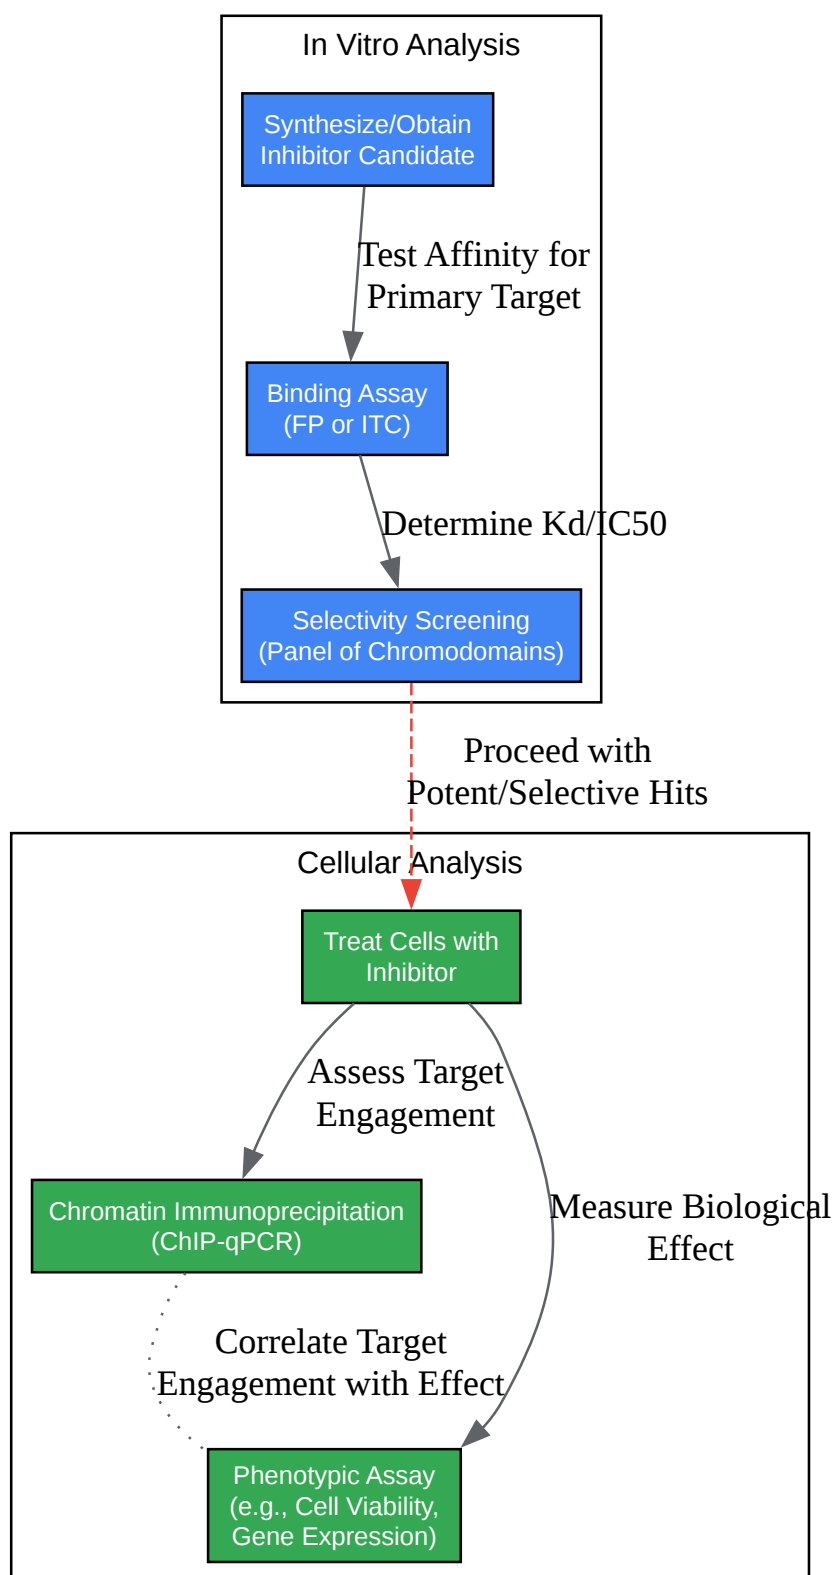 In Vitro Analysis
Synthesize/Obtain
Inhibitor Candidate
Test Affinity for
Primary Target
Binding Assay
(FP or ITC)
Determine Kd/IC50
Selectivity Screening
(Panel of Chromodomains)
Proceed with
Potent/Selective Hits
Cellular Analysis
Treat Cells with
Inhibitor
Assess Target
Engagement
Chromatin Immunoprecipitation
(ChIP-qPCR)
Measure Biological
Effect
Correlate Target
Engagement with Effect
Phenotypic Assay
(e.g., Cell Viability,
Gene Expression)